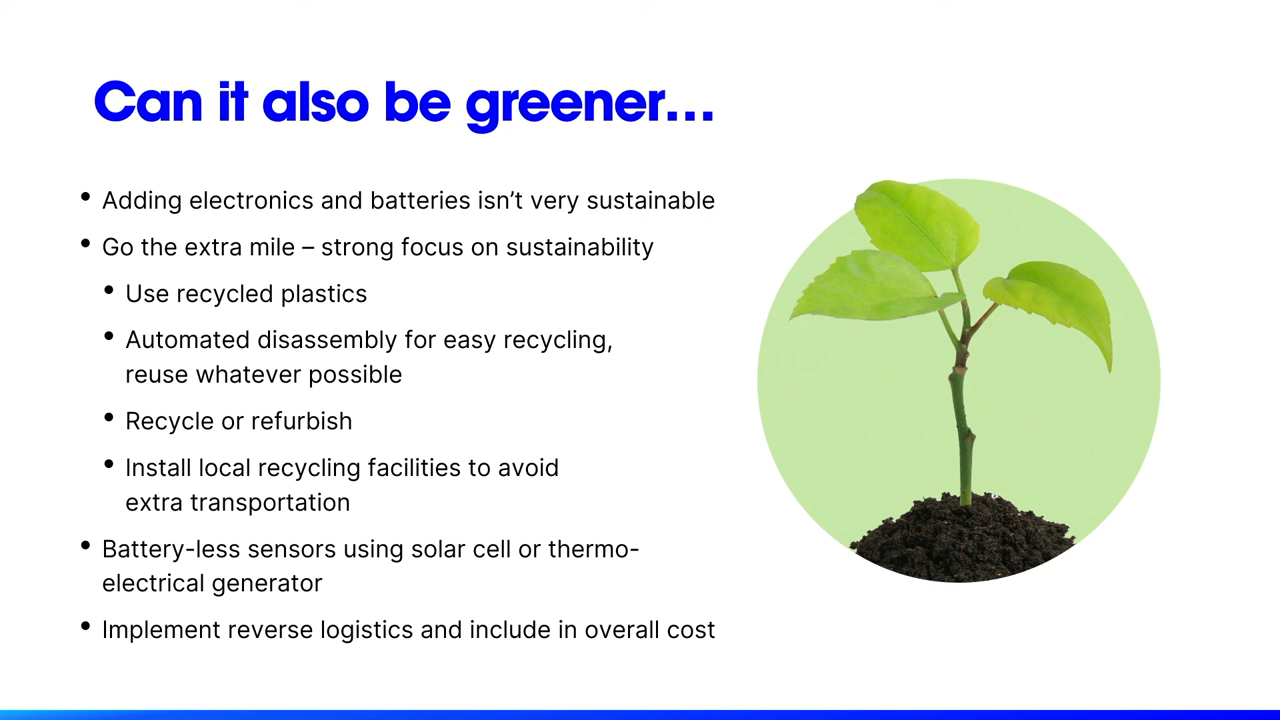 Can it also be greener…
• Adding electronics and batteries isn’t very sustainable
• Go the extra mile – strong focus on sustainability
• Use recycled plastics
• Automated disassembly for easy recycling,
reuse whatever possible
• Recycle or refurbish
• Install local recycling facilities to avoid
extra transportation
• Battery-less sensors using solar cell or thermo-
electrical generator
• Implement reverse logistics and include in overall cost